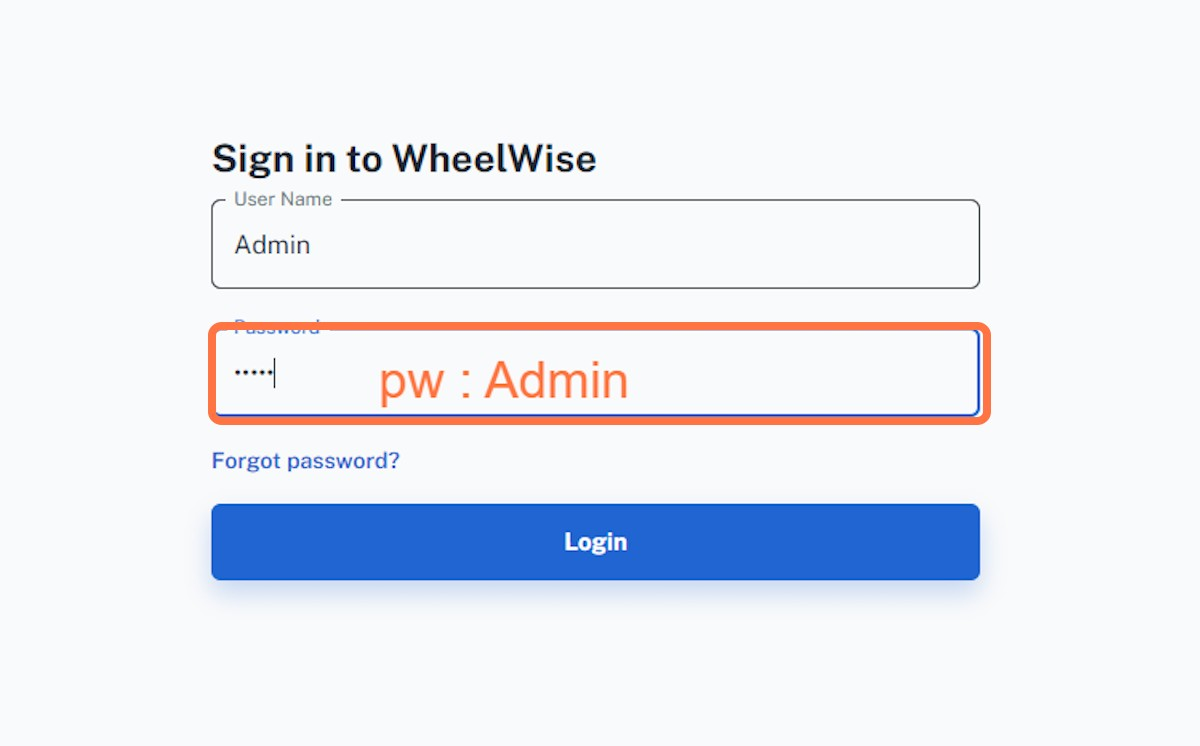 Sign in to WheelWise
User Name
Admin
Password
•••••
pw : Admin
Forgot password?
Login